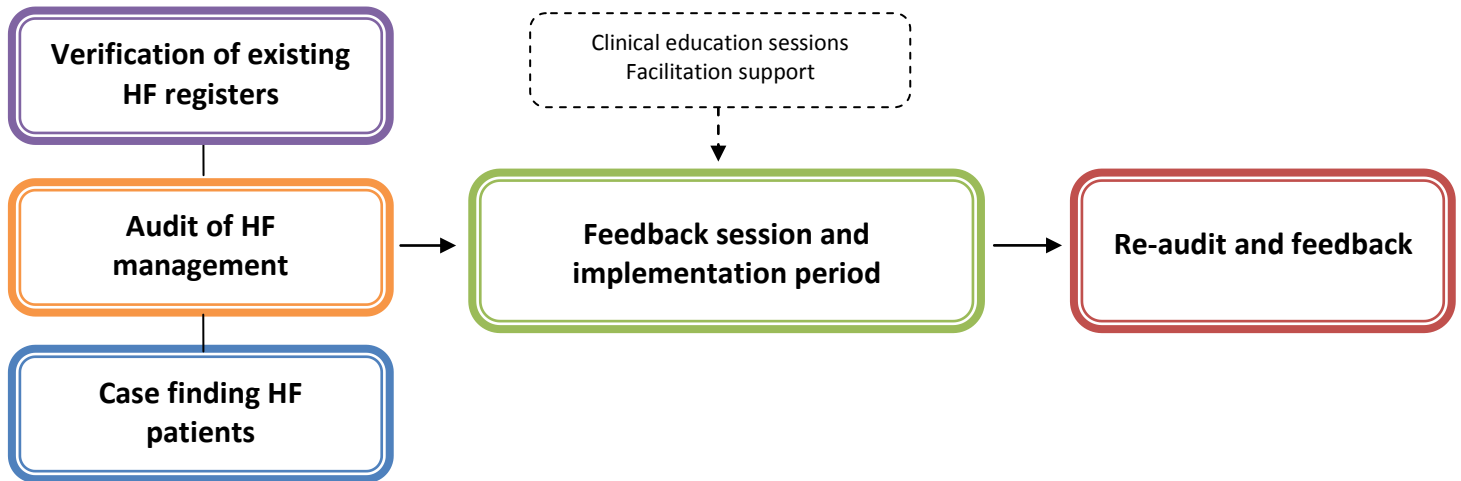 Verification of existing
HF registers
Clinical education sessions
Facilitation support
Audit of HF
management
Feedback session and
implementation period
Re-audit and feedback
Case finding HF
patients